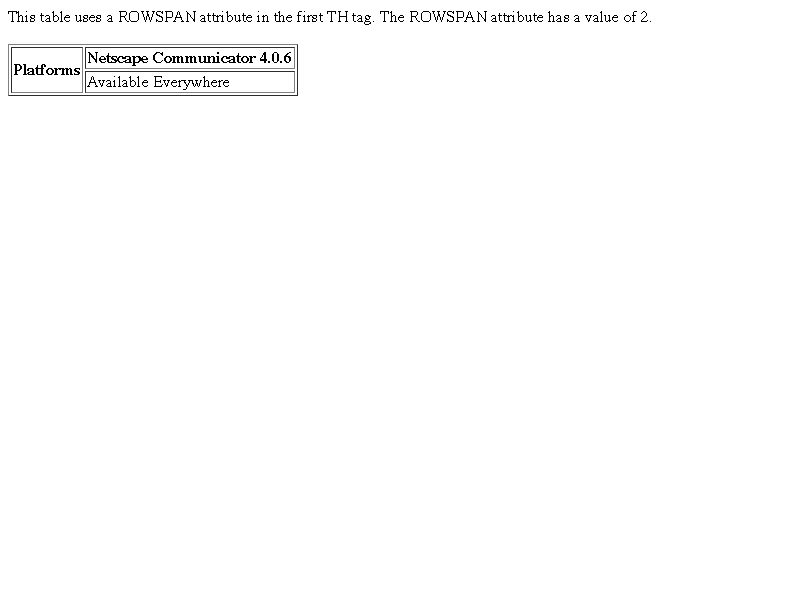 This table uses a ROWSPAN attribute in the first TH tag. The ROWSPAN attribute has a value of 2.
Platforms
Netscape Communicator 4.0.6
Available Everywhere